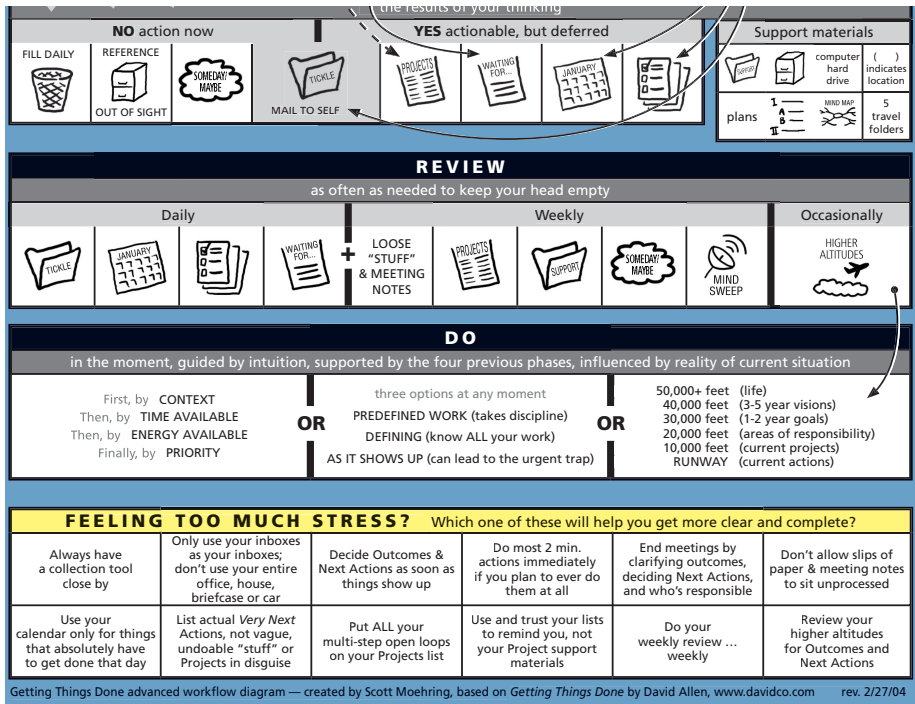 the results of your thinking
NO action now
YES actionable, but deferred
Support materials
FILL DAILY
REFERENCE
OUT OF SIGHT
SOMEDAY/
MAYBE
TICKLE
MAIL TO SELF
PROJECTS
WAITING
FOR...
JANUARY
SUPPORT
computer
hard
drive
( )
indicates
location
plans
I
A
B
II
MIND MAP
5
travel
folders
REVIEW
as often as needed to keep your head empty
Daily
Weekly
Occasionally
TICKLE
JANUARY
WAITING
FOR...
+
LOOSE
“STUFF”
& MEETING
NOTES
PROJECTS
SUPPORT
SOMEDAY/
MAYBE
MIND
SWEEP
HIGHER
ALTITUDES
DO
in the moment, guided by intuition, supported by the four previous phases, influenced by reality of current situation
First, by CONTEXT
Then, by TIME AVAILABLE
Then, by ENERGY AVAILABLE
Finally, by PRIORITY
OR
three options at any moment
PREDEFINED WORK (takes discipline)
DEFINING (know ALL your work)
AS IT SHOWS UP (can lead to the urgent trap)
OR
50,000+ feet (life)
40,000 feet (3-5 year visions)
30,000 feet (1-2 year goals)
20,000 feet (areas of responsibility)
10,000 feet (current projects)
RUNWAY (current actions)
FEELING TOO MUCH STRESS? Which one of these will help you get more clear and complete?
Always have
a collection tool
close by
Only use your inboxes
as your inboxes;
don’t use your entire
office, house,
briefcase or car
Decide Outcomes &
Next Actions as soon as
things show up
Do most 2 min.
actions immediately
if you plan to ever do
them at all
End meetings by
clarifying outcomes,
deciding Next Actions,
and who’s responsible
Don’t allow slips of
paper & meeting notes
to sit unprocessed
Use your
calendar only for things
that absolutely have
to get done that day
List actual Very Next
Actions, not vague,
undoable “stuff” or
Projects in disguise
Put ALL your
multi-step open loops
on your Projects list
Use and trust your lists
to remind you, not
your Project support
materials
Do your
weekly review ...
weekly
Review your
higher altitudes
for Outcomes and
Next Actions
Getting Things Done advanced workflow diagram — created by Scott Moehring, based on Getting Things Done by David Allen, www.davidco.com rev. 2/27/04